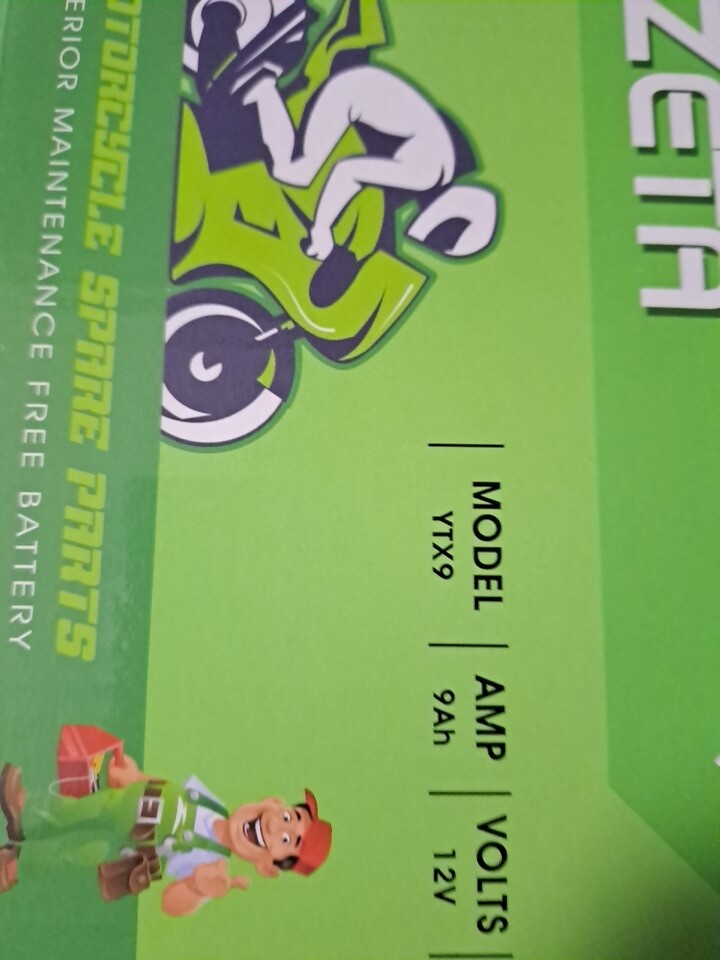 ZETA
MODEL AMP VOLTS
YTX9 9Ah 12V
OTORCYCLE SPARE PARTS
ERIOR MAINTENANCE FREE BATTERY